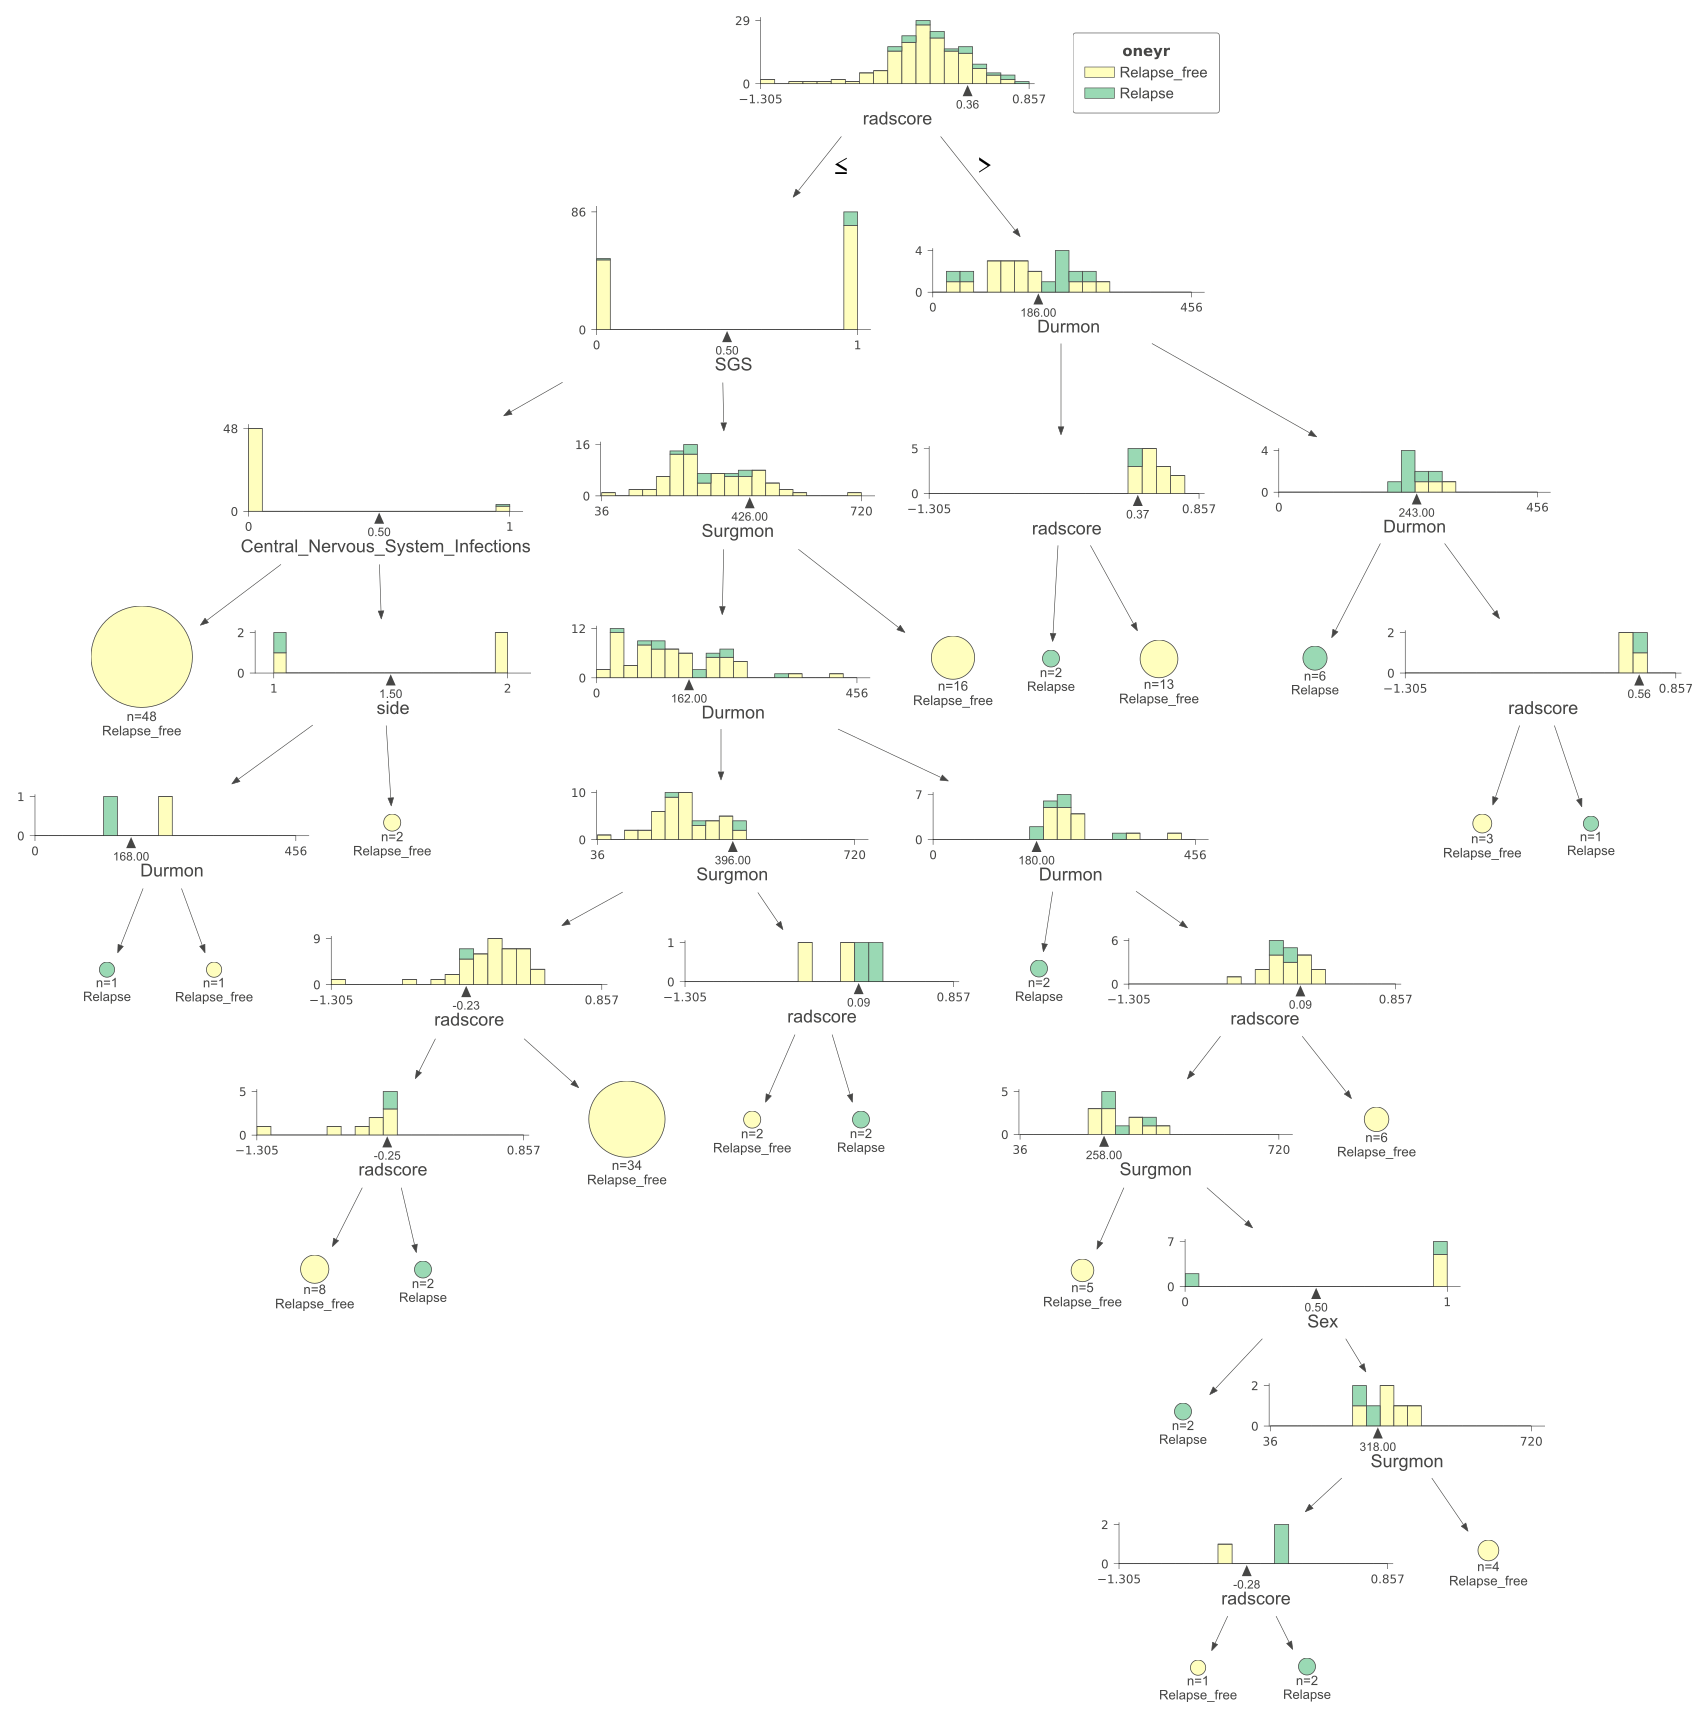 29
0
−1.305
0.36
0.857
radscore
oneyr
Relapse_free
Relapse
≤
>
86
0
0
0.50
1
SGS
4
0
0
186.00
456
Durmon
48
0
0
0.50
1
Central_Nervous_System_Infections
16
0
36
426.00
720
Surgmon
5
0
−1.305
0.37
0.857
radscore
4
0
0
243.00
456
Durmon
n=48
Relapse_free
2
0
1
1.50
2
side
12
0
0
162.00
456
Durmon
n=16
Relapse_free
n=2
Relapse
n=13
Relapse_free
n=6
Relapse
2
0
−1.305
0.56
0.857
radscore
1
0
0
168.00
456
Durmon
n=2
Relapse_free
10
0
36
396.00
720
Surgmon
7
0
0
180.00
456
Durmon
n=3
Relapse_free
n=1
Relapse
n=1
Relapse
n=1
Relapse_free
9
0
−1.305
-0.23
0.857
radscore
1
0
−1.305
0.09
0.857
radscore
n=2
Relapse
6
0
−1.305
0.09
0.857
radscore
5
0
−1.305
-0.25
0.857
radscore
n=34
Relapse_free
n=2
Relapse_free
n=2
Relapse
5
0
36
258.00
720
Surgmon
n=6
Relapse_free
n=8
Relapse_free
n=2
Relapse
n=5
Relapse_free
7
0
0
0.50
1
Sex
n=2
Relapse
2
0
36
318.00
720
Surgmon
2
0
−1.305
-0.28
0.857
radscore
n=4
Relapse_free
n=1
Relapse_free
n=2
Relapse